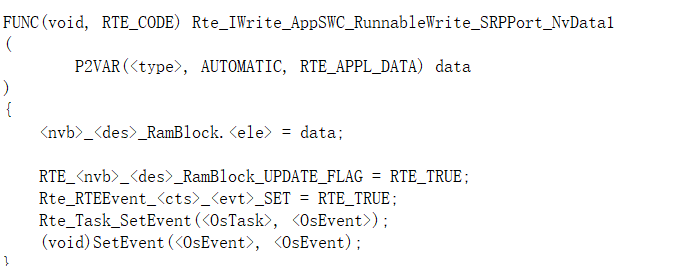 FUNC(void, RTE_CODE) Rte_IWrite_AppSWC_RunnableWrite_SRPPort_NvData1
(
P2VAR(<type>, AUTOMATIC, RTE_APPL_DATA) data
)
{
<nvb>_<des>_RamBlock.<ele> = data;
RTE_<nvb>_<des>_RamBlock_UPDATE_FLAG = RTE_TRUE;
Rte_RTEEvent_<cts>_<evt>_SET = RTE_TRUE;
Rte_Task_SetEvent(<OsTask>, <OsEvent>);
(void)SetEvent(<OsEvent>, <OsEvent);
}